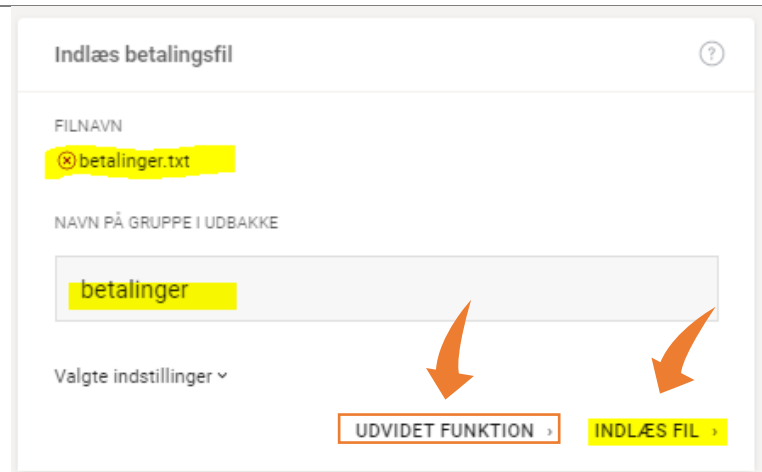 Indlæs betalingsfil
?
FILNAVN
betalinger.txt
NAVN PÅ GRUPPE I UDBAKKE
betalinger
Valgte indstillinger
UDVIDET FUNKTION ›
INDLÆS FIL ›